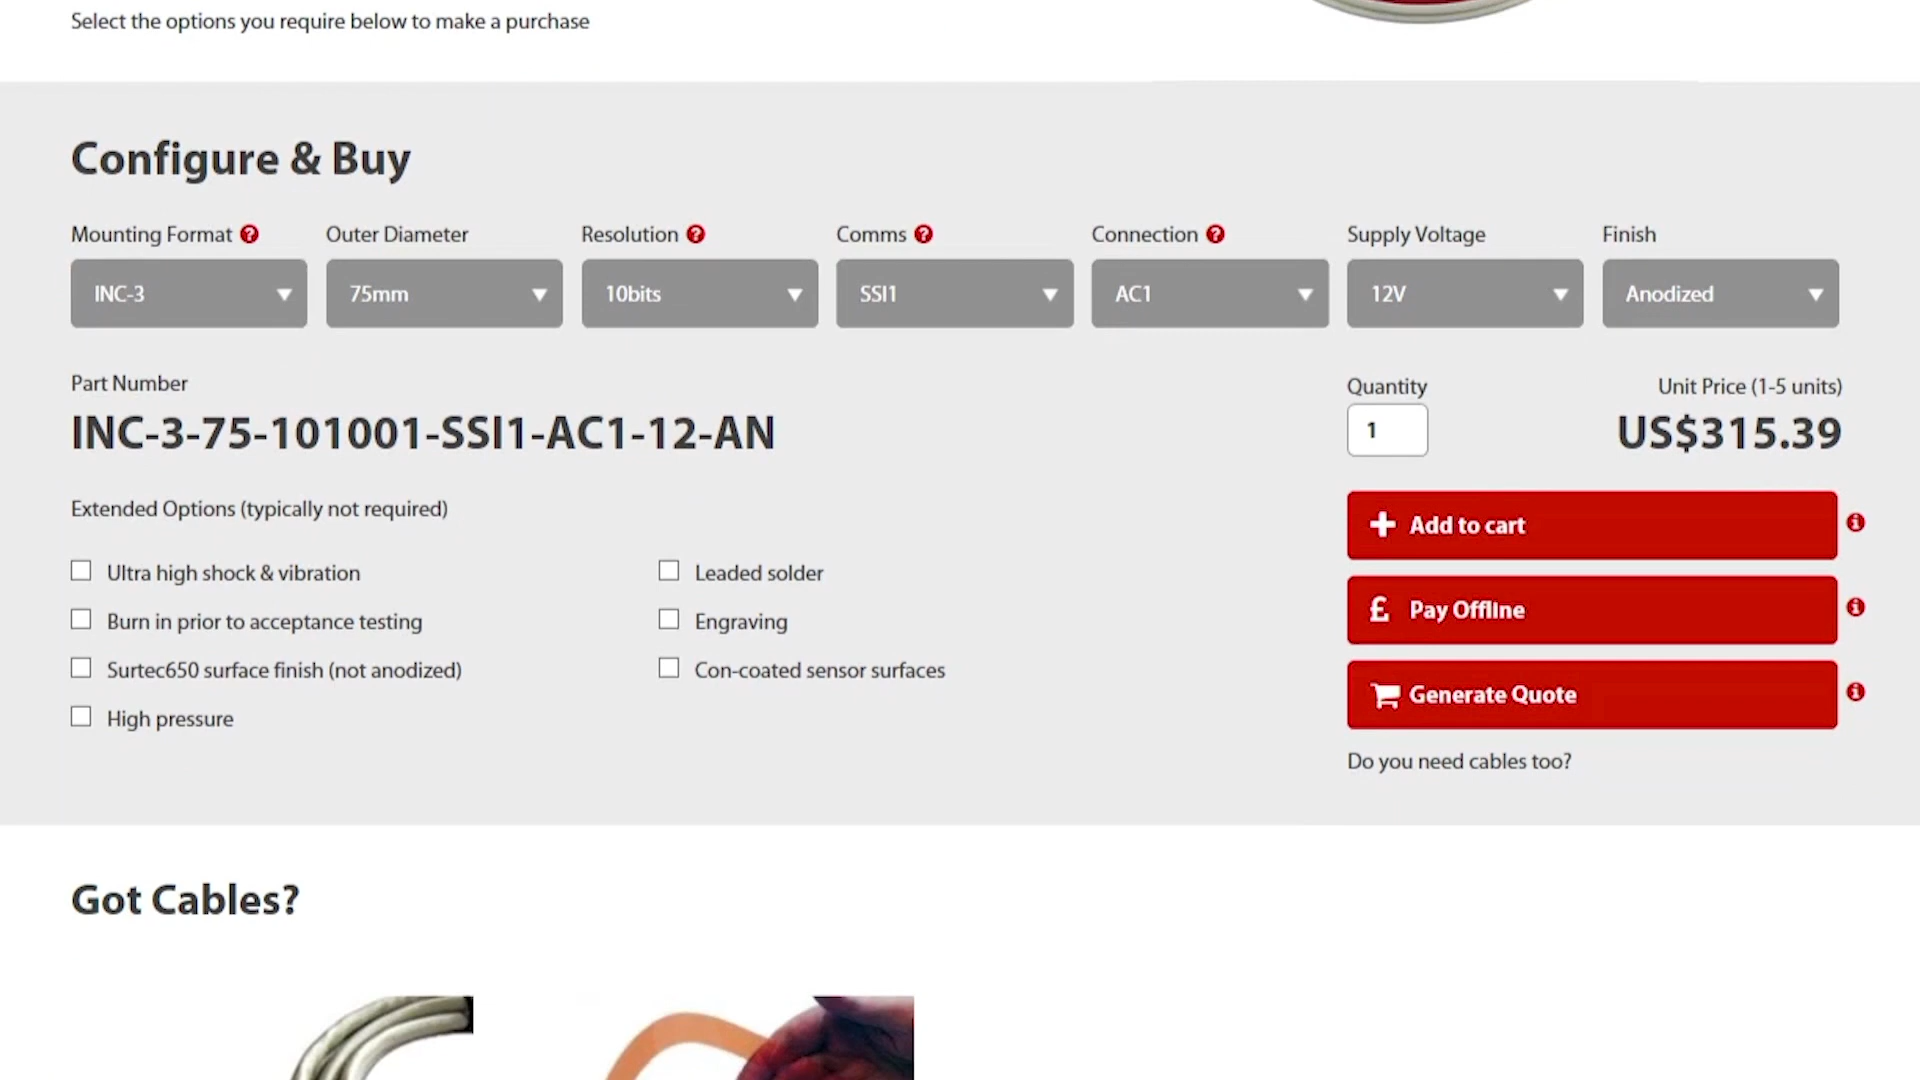 Select the options you require below to make a purchase
Configure & Buy
Mounting Format ?
Outer Diameter
Resolution ?
Comms ?
Connection ?
Supply Voltage
Finish
INC-3
75mm
10bits
SSI1
AC1
12V
Anodized
Part Number
INC-3-75-101001-SSI1-AC1-12-AN
Quantity
1
Unit Price (1-5 units)
US$315.39
Extended Options (typically not required)
Ultra high shock & vibration
Burn in prior to acceptance testing
Surtec650 surface finish (not anodized)
High pressure
Leaded solder
Engraving
Con-coated sensor surfaces
+ Add to cart i
£ Pay Offline i
Generate Quote i
Do you need cables too?
Got Cables?